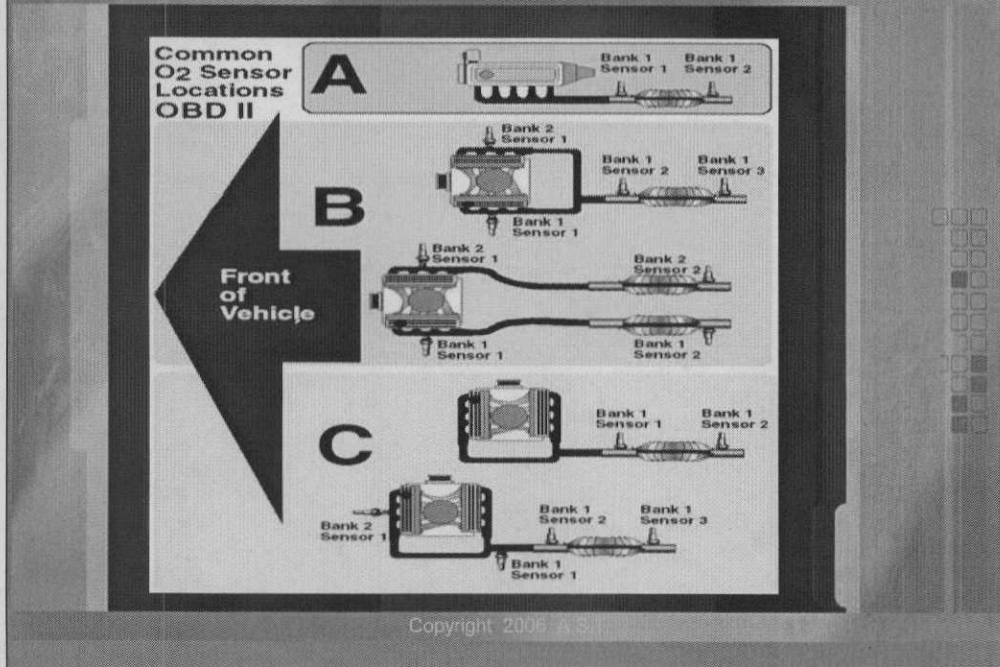 Common
O2 Sensor
Locations
OBD II
A
Bank 1
Sensor 1
Bank 2
Sensor 2
Bank 2
Sensor 1
Bank 1
Sensor 2
Bank 1
Sensor 3
B
Bank 1
Sensor 1
Bank 2
Sensor 1
Bank 2
Sensor 2
Front
of
Vehicle
Bank 1
Sensor 1
Bank 1
Sensor 2
C
Bank 1
Sensor 1
Bank 1
Sensor 2
Bank 2
Sensor 1
Bank 1
Sensor 2
Bank 1
Sensor 3
Bank 1
Sensor 1
Copyright 2006 A.S.I.